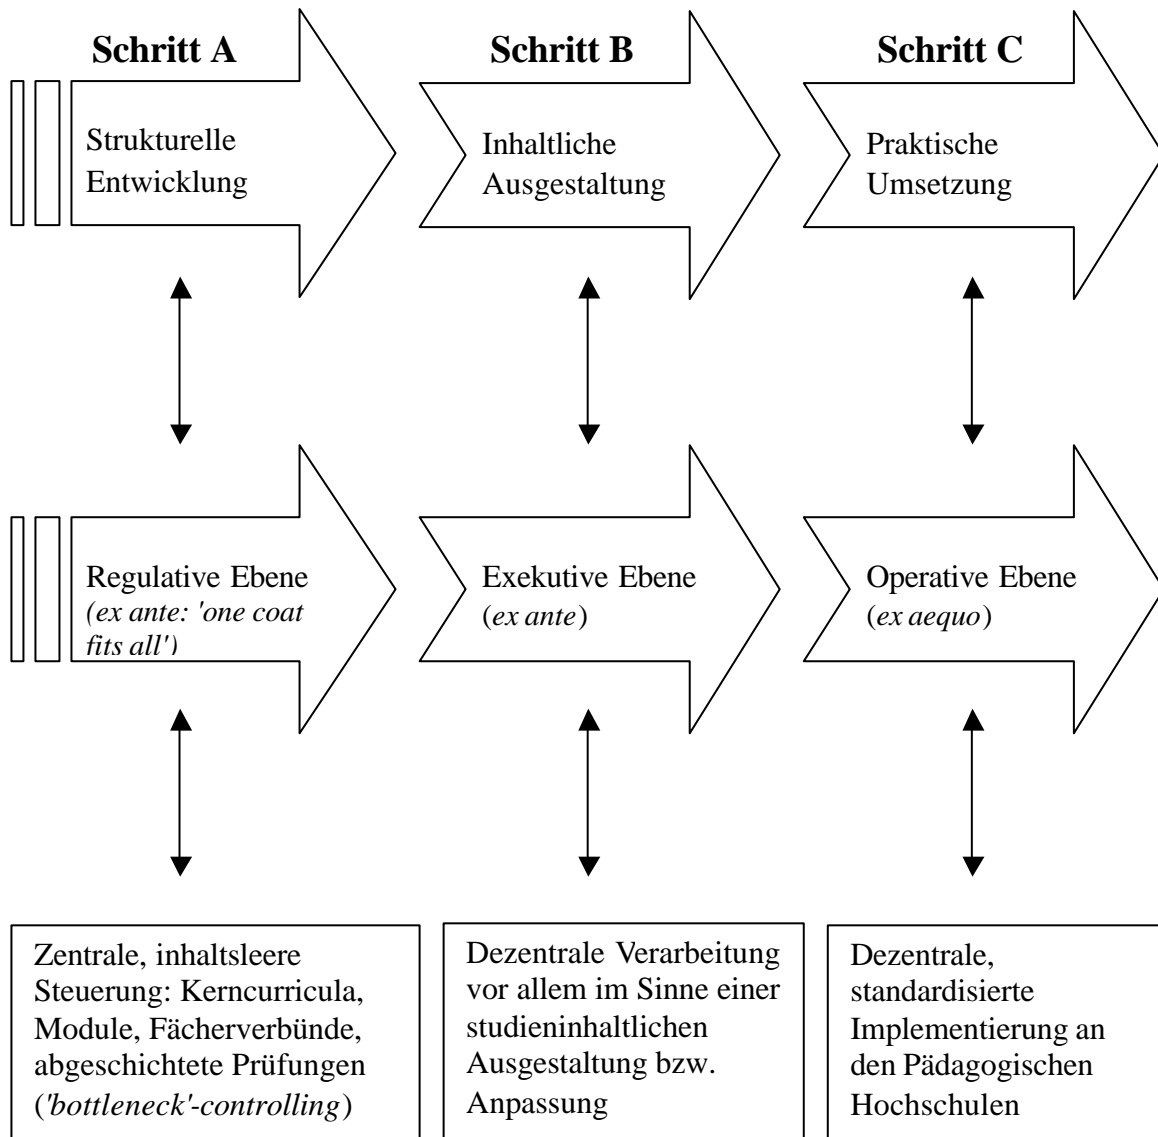 Schritt A
Schritt B
Schritt C
Strukturelle
Entwicklung
Inhaltliche
Ausgestaltung
Praktische
Umsetzung
Regulative Ebene
(ex ante: 'one coat
fits all')
Exekutive Ebene
(ex ante)
Operative Ebene
(ex aequo)
Zentrale, inhaltsleere
Steuerung: Kerncurricula,
Module, Fächerverbünde,
abgeschichtete Prüfungen
('bottleneck'-controlling)
Dezentrale Verarbeitung
vor allem im Sinne einer
studieninhaltlichen
Ausgestaltung bzw.
Anpassung
Dezentrale,
standardisierte
Implementierung an
den Pädagogischen
Hochschulen